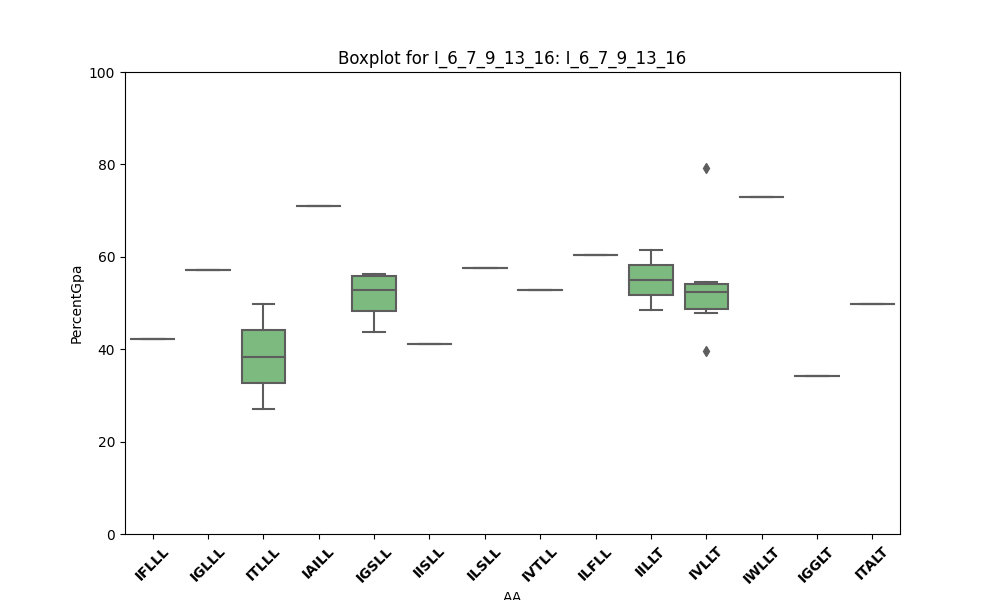 Boxplot for I_6_7_9_13_16: I_6_7_9_13_16
PercentGpa
100
80
60
40
20
0
IFLLL
IGLLL
ITLLL
IAILL
IGSLL
IISLL
ILSLL
IVTLL
ILFLL
IILLT
IVLLT
IWLLT
IGGLT
ITALT
AA